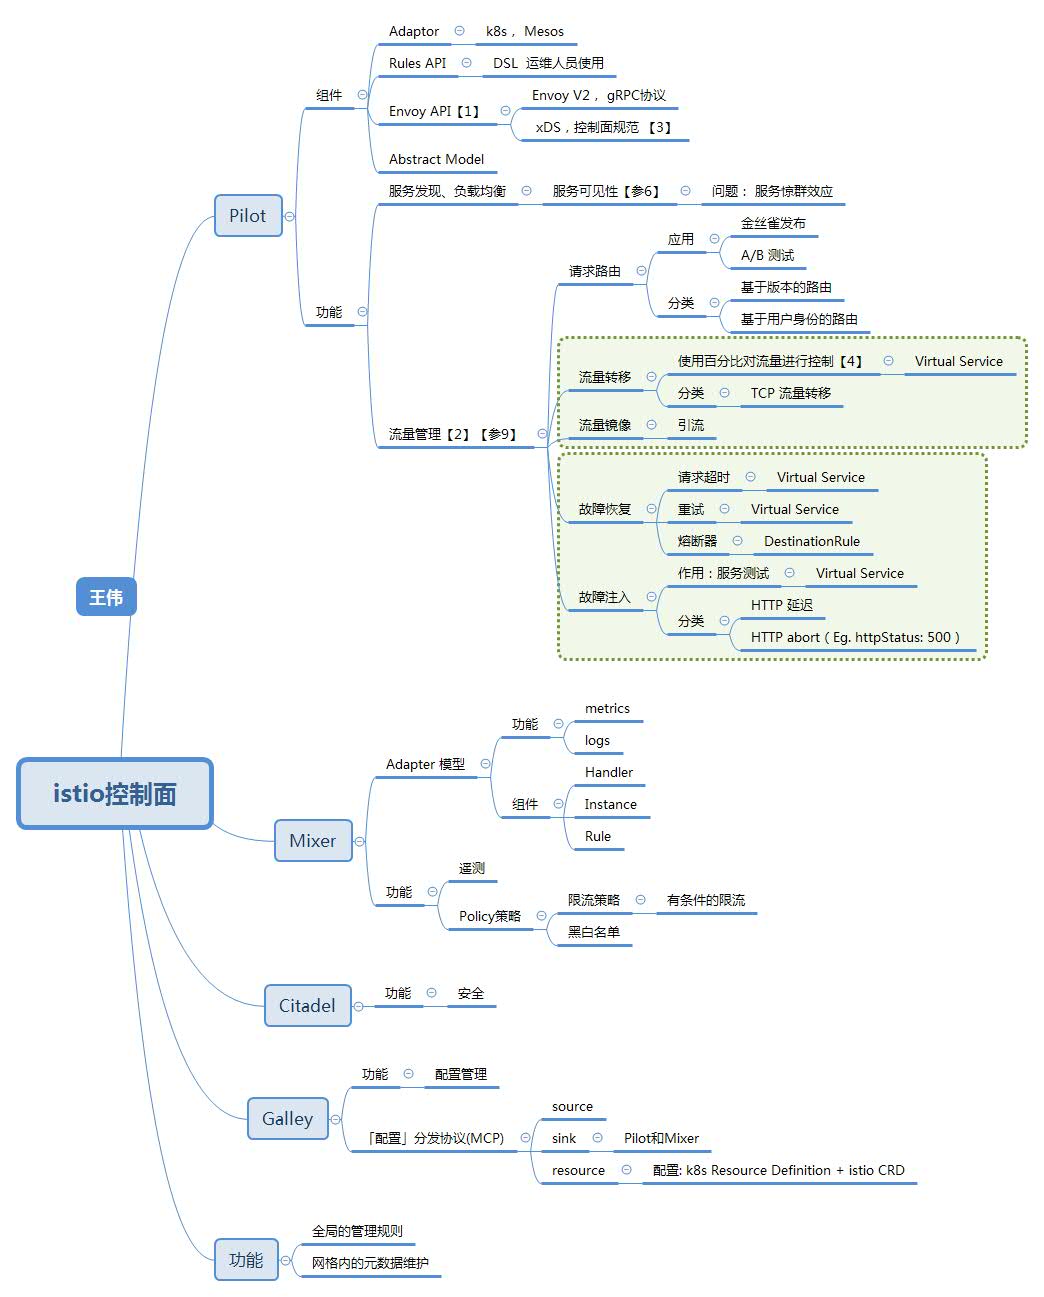 Adaptor
k8s， Mesos
Rules API
DSL 运维人员使用
组件
Envoy API【1】
Envoy V2， gRPC协议
xDS，控制面规范 【3】
Abstract Model
Pilot
服务发现、负载均衡
服务可见性【参6】
问题： 服务惊群效应
功能
请求路由
应用
金丝雀发布
A/B 测试
分类
基于版本的路由
基于用户身份的路由
流量管理【2】【参9】
流量转移
使用百分比对流量进行控制【4】
Virtual Service
分类
TCP 流量转移
流量镜像
引流
故障恢复
请求超时
Virtual Service
重试
Virtual Service
熔断器
DestinationRule
故障注入
作用：服务测试
Virtual Service
分类
HTTP 延迟
HTTP abort（Eg. httpStatus: 500）
王伟
istio控制面
Mixer
Adapter 模型
功能
metrics
logs
组件
Handler
Instance
Rule
功能
遥测
Policy策略
限流策略
有条件的限流
黑白名单
Citadel
功能
安全
Galley
功能
配置管理
「配置」分发协议(MCP)
source
sink
Pilot和Mixer
resource
配置: k8s Resource Definition + istio CRD
功能
全局的管理规则
网格内的元数据维护